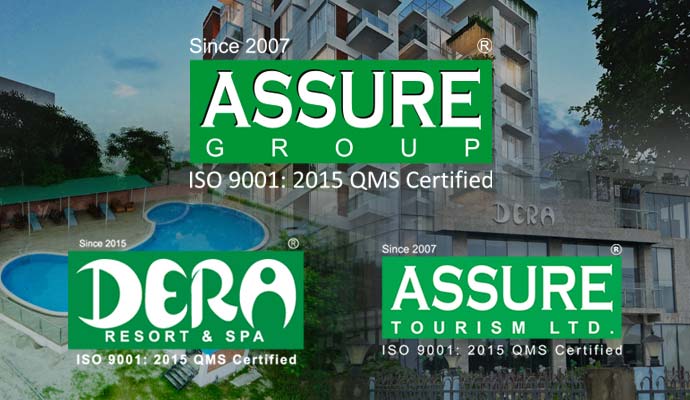 Since 2007 ®
ASSURE
GROUP
ISO 9001: 2015 QMS Certified
DERA
Since 2015 ®
DERA
RESORT & SPA
ISO 9001: 2015 QMS Certified
Since 2007 ®
ASSURE
TOURISM LTD.
ISO 9001: 2015 QMS Certified